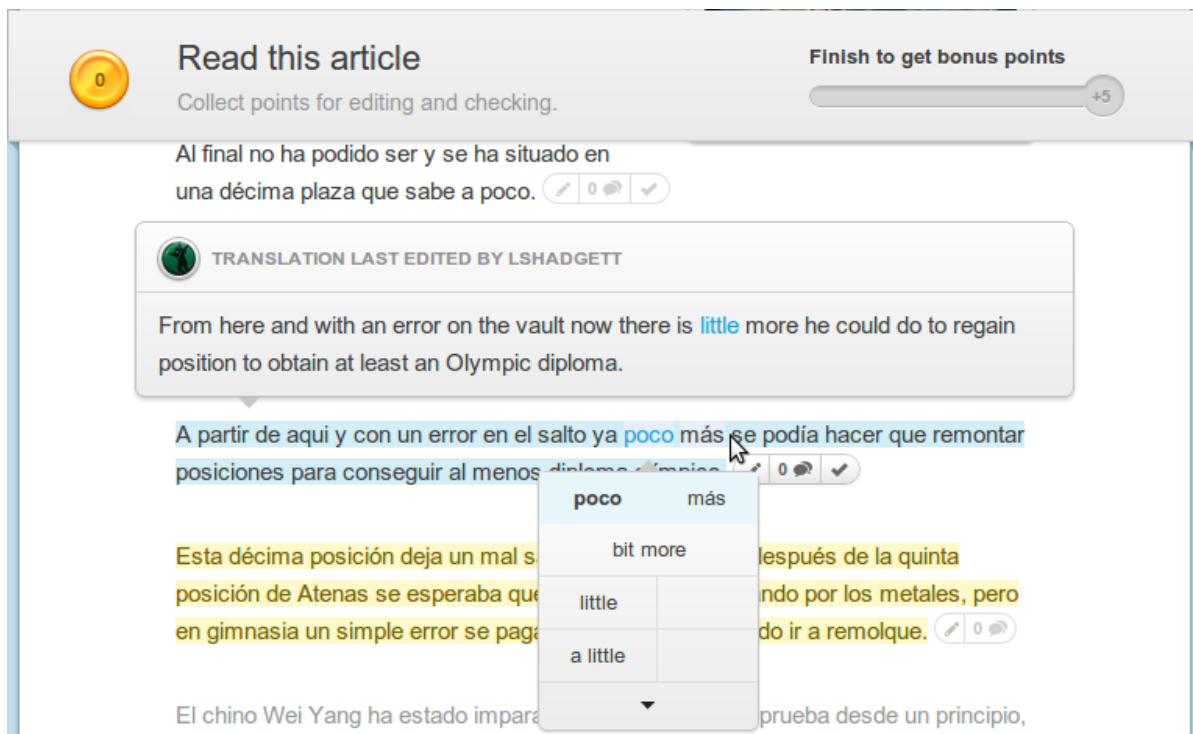 0
Read this article
Collect points for editing and checking.
Finish to get bonus points
+5
Al final no ha podido ser y se ha situado en
una décima plaza que sabe a poco.
0
TRANSLATION LAST EDITED BY LSHADGETT
From here and with an error on the vault now there is little more he could do to regain
position to obtain at least an Olympic diploma.
A partir de aqui y con un error en el salto ya poco más se podía hacer que remontar
posiciones para conseguir al menos
0
poco más
bit more
little
a little
Esta décima posición deja un mal después de la quinta
posición de Atenas se esperaba ando por los metales, pero
en gimnasia un simple error se do ir a remolque.
0
El chino Wei Yang ha estado prueba desde un principio,